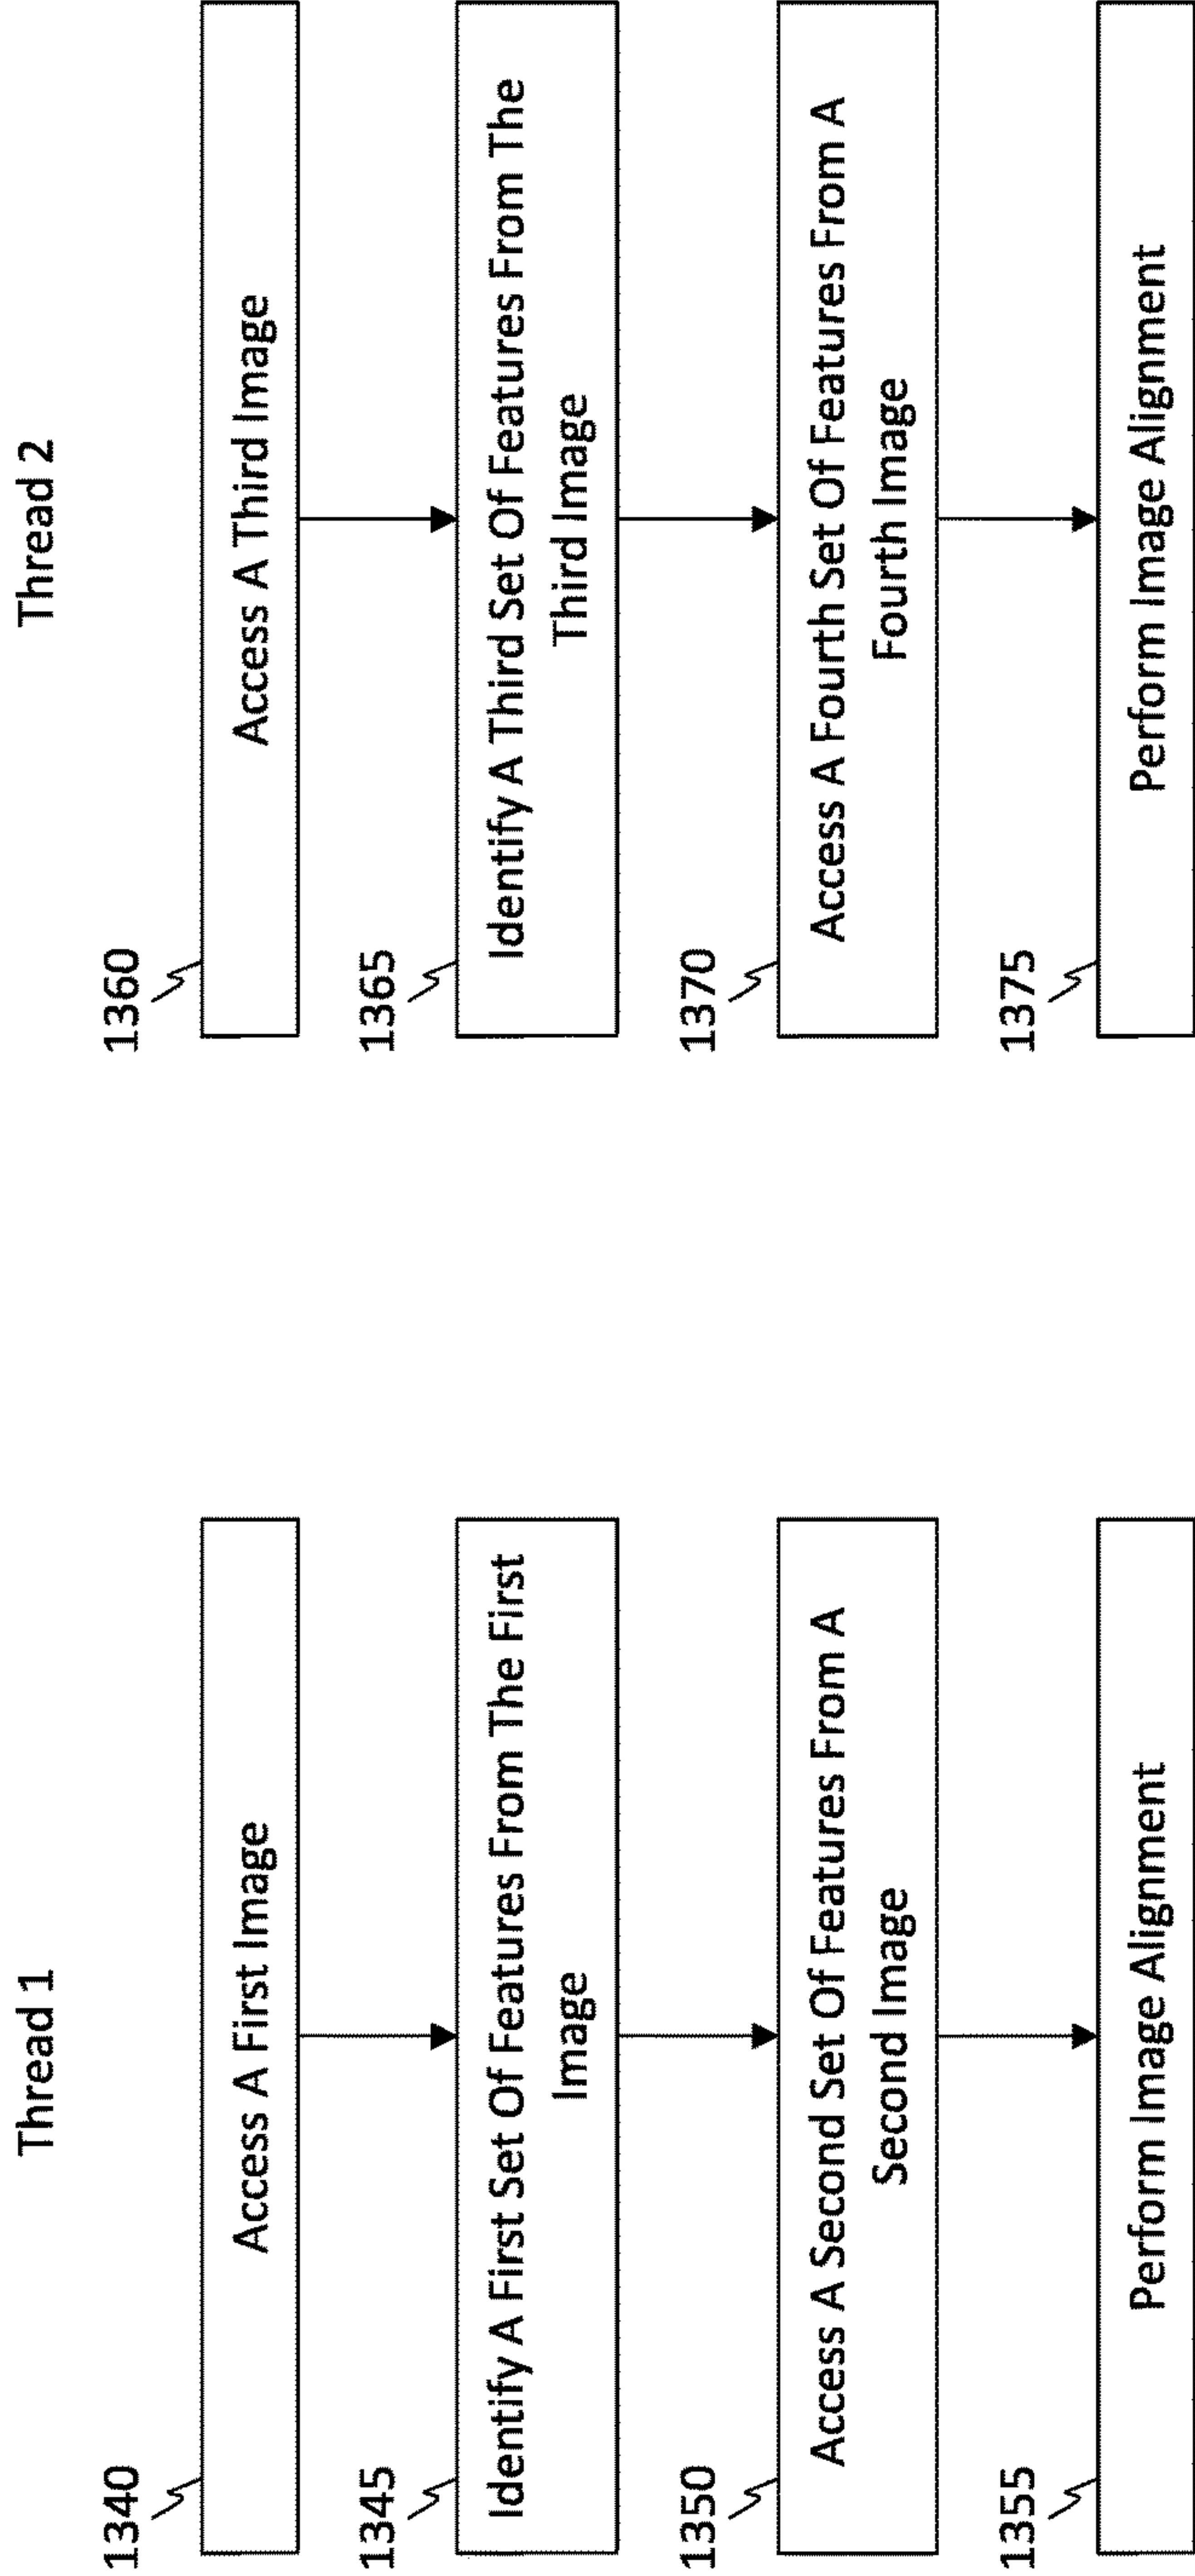 Thread 1
1340
Access A First Image
1345
Identify A First Set Of Features From The First
Image
1350
Access A Second Set Of Features From A
Second Image
1355
Perform Image Alignment
Thread 2
1360
Access A Third Image
1365
Identify A Third Set Of Features From The
Third Image
1370
Access A Fourth Set Of Features From A
Fourth Image
1375
Perform Image Alignment